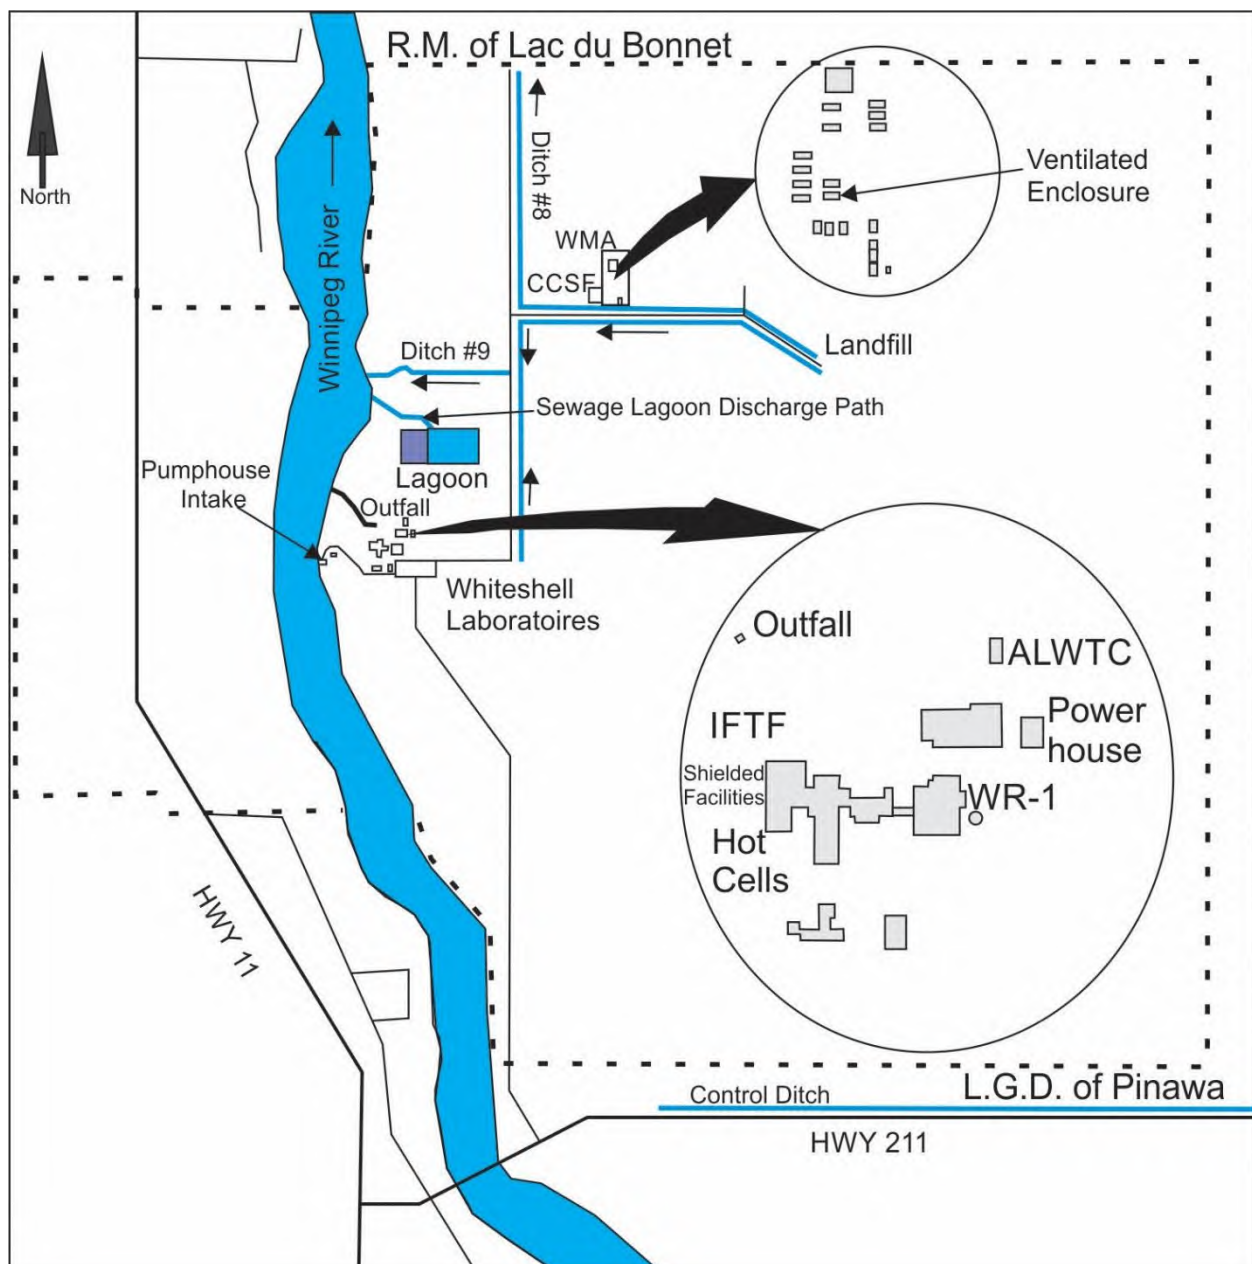 R.M. of Lac du Bonnet
North
Winnipeg River
Ditch #8
Ventilated
Enclosure
WMA
CCSF
Ditch #9
Landfill
Sewage Lagoon Discharge Path
Lagoon
Pumphouse
Intake
Outfall
Whiteshell
Laboratoires
Outfall
ALWTC
IFTF
Power
house
Shielded
Facilities
WR-1
Hot
Cells
HWY 11
Control Ditch
L.G.D. of Pinawa
HWY 211